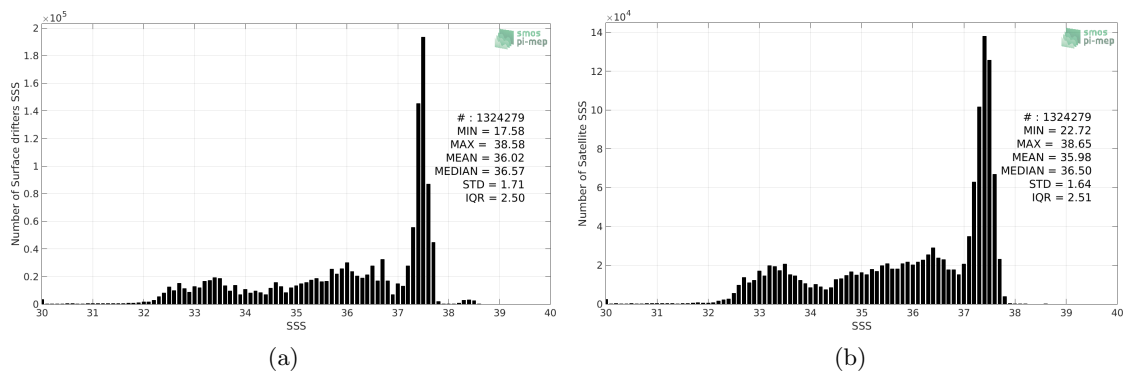 ×10⁵
2
1.8
1.6
1.4
1.2
1
0.8
0.6
0.4
0.2
0
Number of Surface drifters SSS
30 31 32 33 34 35 36 37 38 39 40
SSS
smos
pi-mep
# : 1324279
MIN = 17.58
MAX = 38.58
MEAN = 36.02
MEDIAN = 36.57
STD = 1.71
IQR = 2.50
(a)
×10⁴
14
12
10
8
6
4
2
0
Number of Satellite SSS
30 31 32 33 34 35 36 37 38 39 40
SSS
smos
pi-mep
# : 1324279
MIN = 22.72
MAX = 38.65
MEAN = 35.98
MEDIAN = 36.50
STD = 1.64
IQR = 2.51
(b)